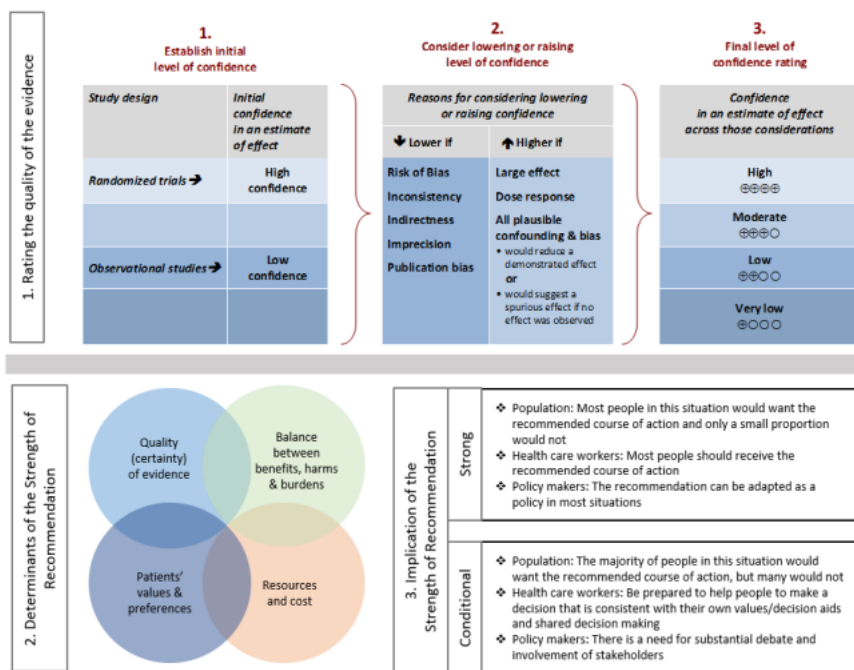 1. Rating the quality of the evidence
1.
Establish initial
level of confidence
2.
Consider lowering or raising
level of confidence
3.
Final level of
confidence rating
Study design
Initial
confidence
in an estimate
of effect
Reasons for considering lowering
or raising confidence
🡇 Lower if
🡅 Higher if
Confidence
in an estimate of effect
across those considerations
Randomized trials ➔
High
confidence
Observational studies ➔
Low
confidence
Risk of Bias
Inconsistency
Indirectness
Imprecision
Publication bias
Large effect
Dose response
All plausible
confounding & bias
• would reduce a
demonstrated effect
or
• would suggest a
spurious effect if no
effect was observed
High
⊕⊕⊕⊕
Moderate
⊕⊕⊕○
Low
⊕⊕○○
Very low
⊕○○○
2. Determinants of the Strength of
Recommendation
Quality
(certainty)
of evidence
Balance
between
benefits, harms
& burdens
Patients'
values &
preferences
Resources
and cost
3. Implication of the
Strength of Recommendation
Strong
❖ Population: Most people in this situation would want the
recommended course of action and only a small proportion
would not
❖ Health care workers: Most people should receive the
recommended course of action
❖ Policy makers: The recommendation can be adapted as a
policy in most situations
Conditional
❖ Population: The majority of people in this situation would
want the recommended course of action, but many would not
❖ Health care workers: Be prepared to help people to make a
decision that is consistent with their own values/decision aids
and shared decision making
❖ Policy makers: There is a need for substantial debate and
involvement of stakeholders